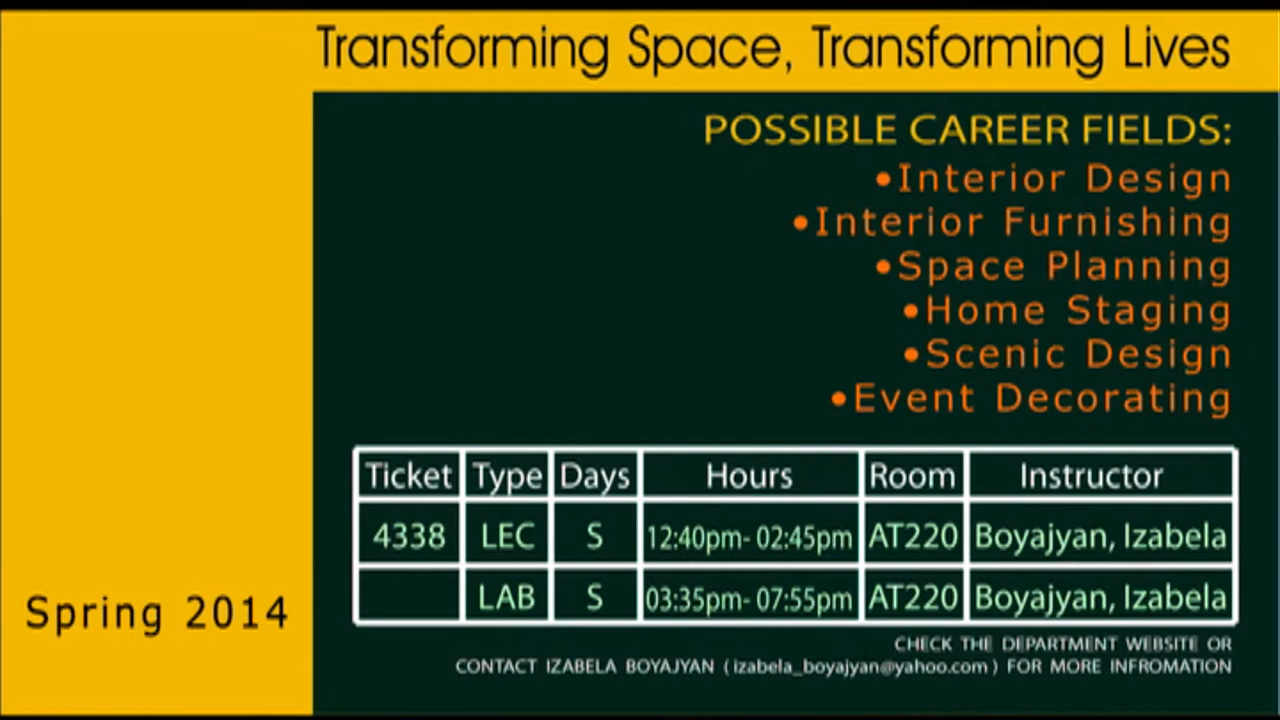 Transforming Space, Transforming Lives
POSSIBLE CAREER FIELDS:
•Interior Design
•Interior Furnishing
•Space Planning
•Home Staging
•Scenic Design
•Event Decorating
Ticket Type Days Hours Room Instructor
4338 LEC S 12:40pm- 02:45pm AT220 Boyajyan, Izabela
LAB S 03:35pm- 07:55pm AT220 Boyajyan, Izabela
Spring 2014
CHECK THE DEPARTMENT WEBSITE OR
CONTACT IZABELA BOYAJYAN (izabela_boyajyan@yahoo.com) FOR MORE INFROMATION